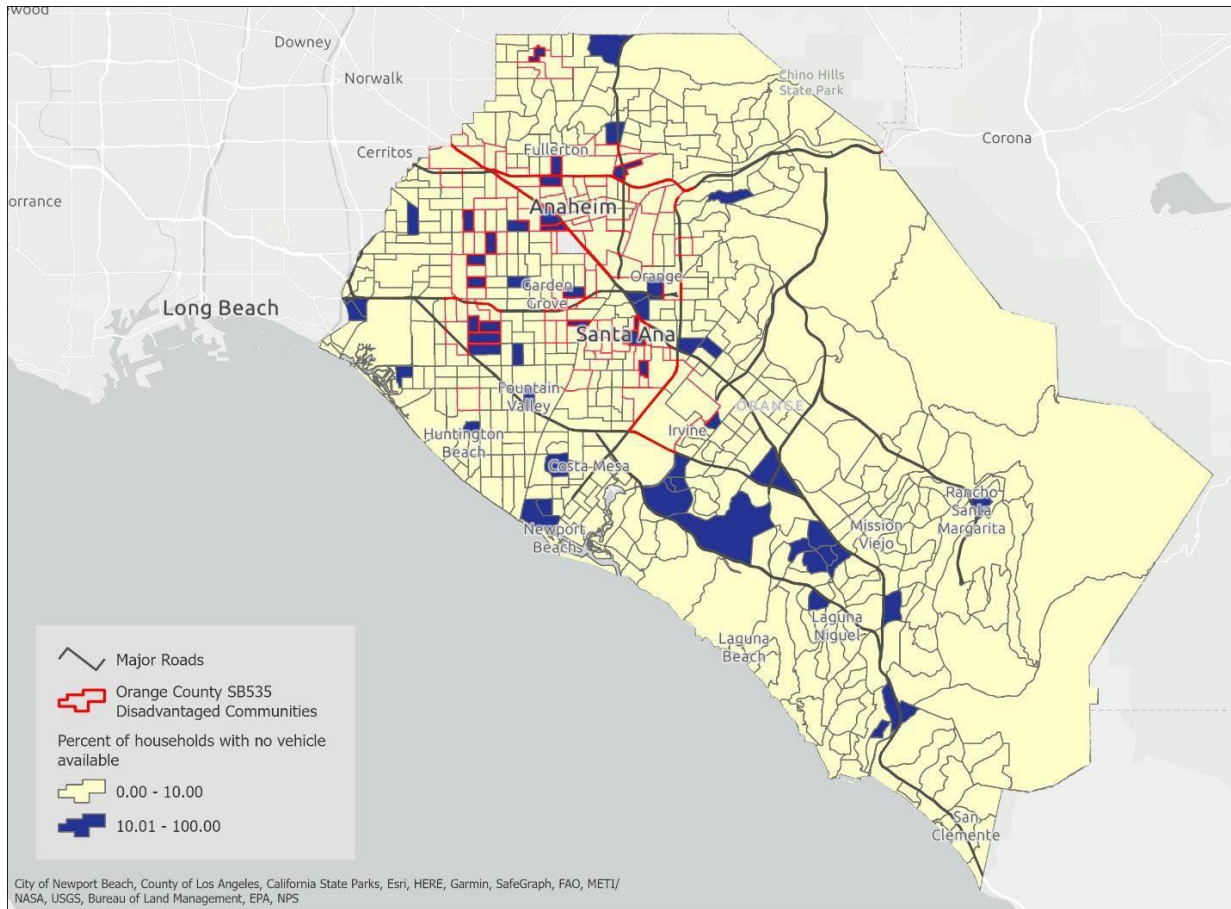 wood
Downey
Norwalk
Chino Hills
State Park
Corona
Cerritos
Fullerton
orrance
Anaheim
Orange
Garden
Grove
Long Beach
Santa Ana
Fountain
Valley
ORANGE
Irvine
Huntington
Beach
Costa Mesa
Rancho
Santa
Margarita
Mission
Viejo
Newport
Beach
Laguna
Niguel
Laguna
Beach
San
Clemente
Major Roads
Orange County SB535
Disadvantaged Communities
Percent of households with no vehicle
available
0.00 - 10.00
10.01 - 100.00
City of Newport Beach, County of Los Angeles, California State Parks, Esri, HERE, Garmin, SafeGraph, FAO, METI/
NASA, USGS, Bureau of Land Management, EPA, NPS